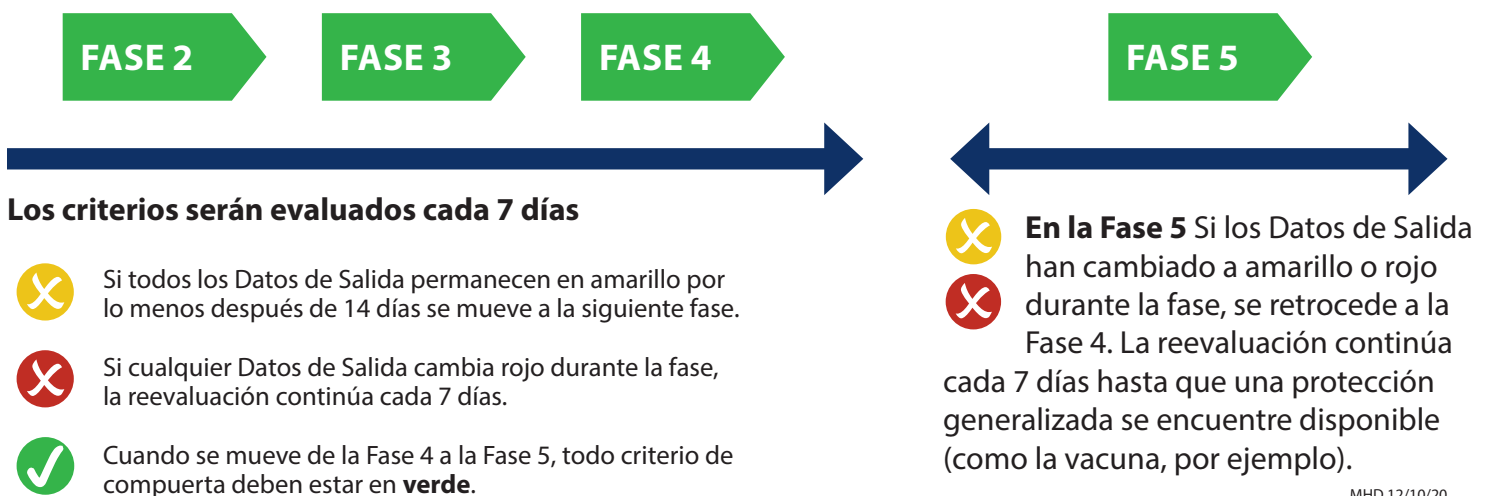 FASE 2
FASE 3
FASE 4
FASE 5
Los criterios serán evaluados cada 7 días
Si todos los Datos de Salida permanecen en amarillo por
lo menos después de 14 días se mueve a la siguiente fase.
Si cualquier Datos de Salida cambia rojo durante la fase,
la reevaluación continúa cada 7 días.
Cuando se mueve de la Fase 4 a la Fase 5, todo criterio de
compuerta deben estar en verde.
En la Fase 5 Si los Datos de Salida
han cambiado a amarillo o rojo
durante la fase, se retrocede a la
Fase 4. La reevaluación continúa
cada 7 días hasta que una protección
generalizada se encuentre disponible
(como la vacuna, por ejemplo).
MHD 12/10/20